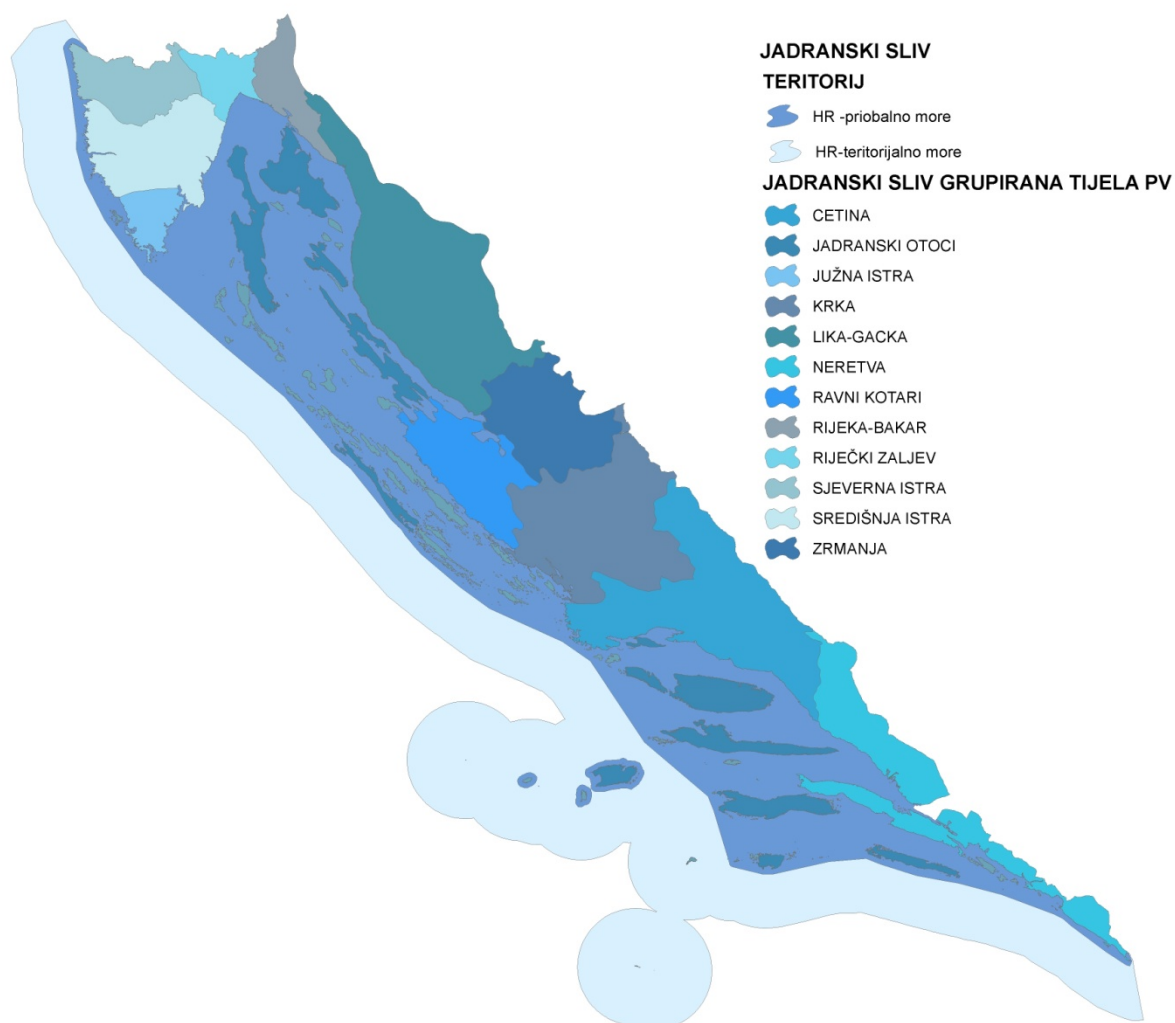 JADRANSKI SLIV
TERITORIJ
HR -priobalno more
HR-teritorijalno more
JADRANSKI SLIV GRUPIRANA TIJELA PV
CETINA
JADRANSKI OTOCI
JUŽNA ISTRA
KRKA
LIKA-GACKA
NERETVA
RAVNI KOTARI
RIJEKA-BAKAR
RIJEČKI ZALJEV
SJEVERNA ISTRA
SREDIŠNJA ISTRA
ZRMANJA